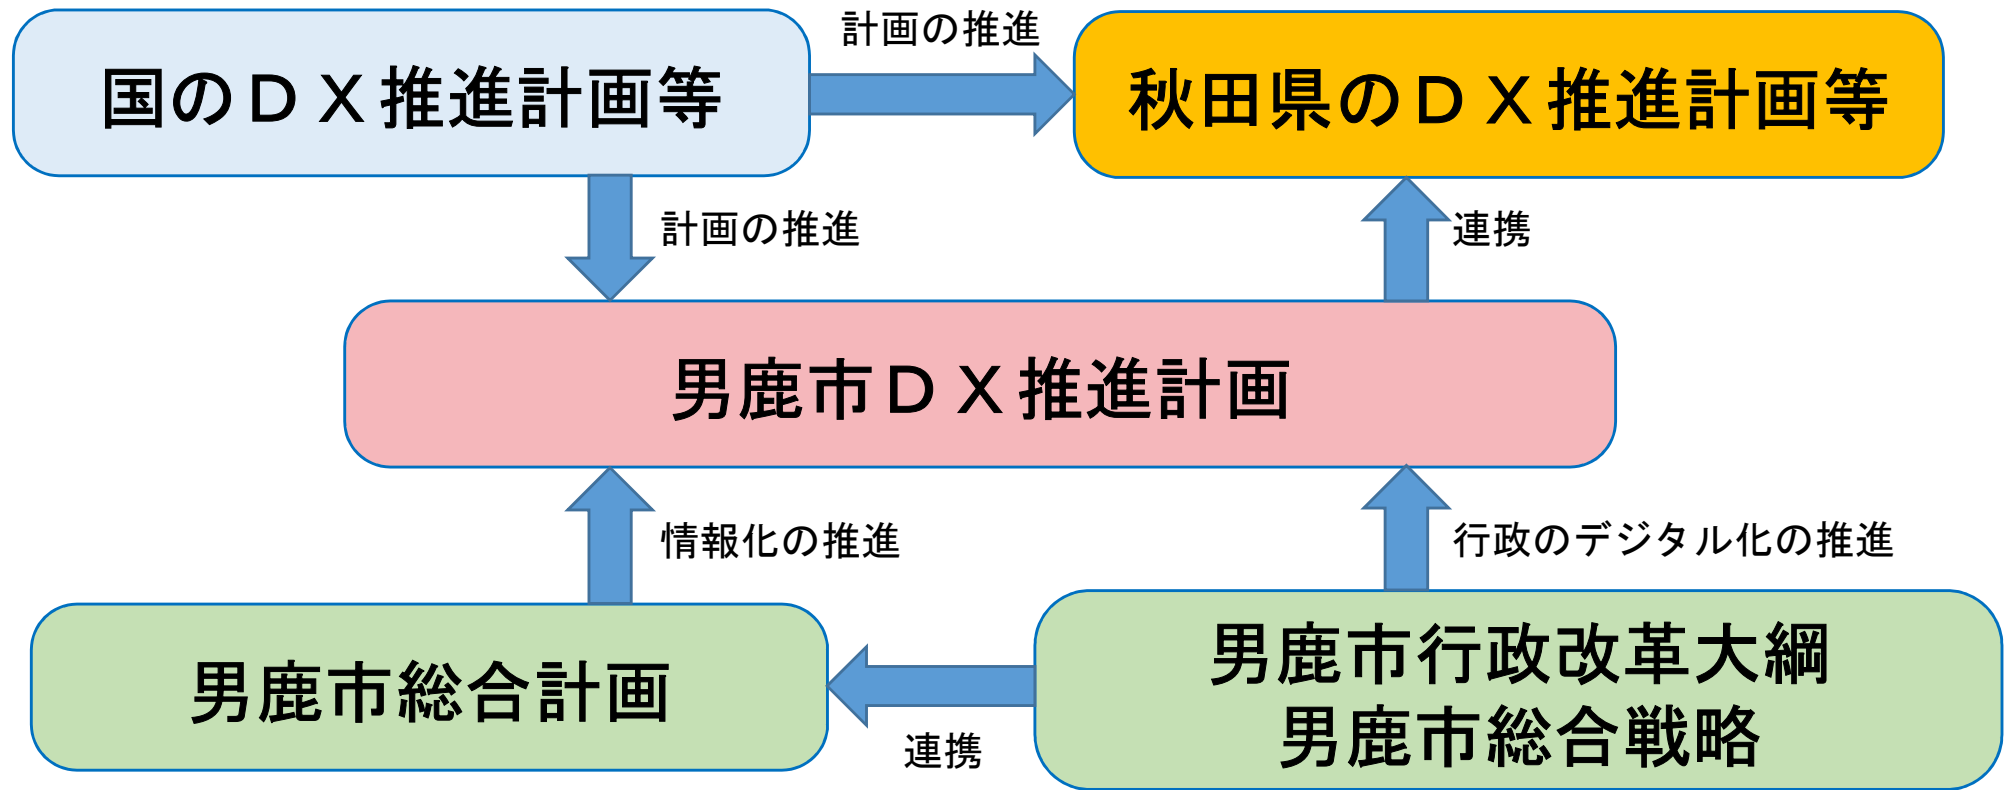 計画の推進
国のＤＸ推進計画等
秋田県のＤＸ推進計画等
計画の推進
連携
男鹿市ＤＸ推進計画
情報化の推進
行政のデジタル化の推進
男鹿市総合計画
男鹿市行政改革大綱
男鹿市総合戦略
連携